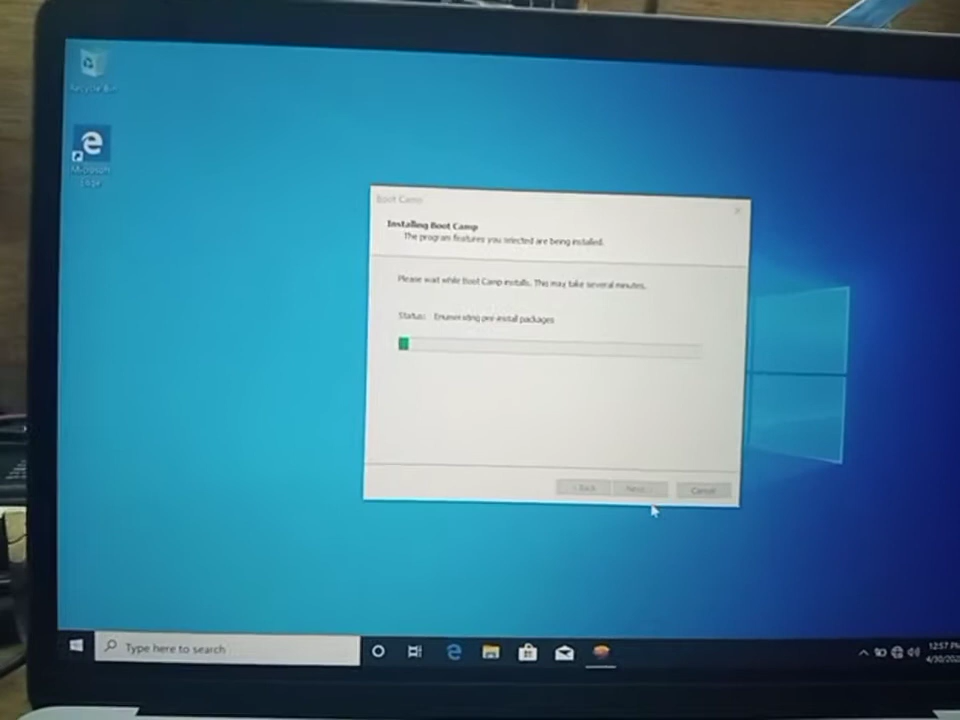 Recycle Bin
Microsoft
Edge
Boot Camp
Installing Boot Camp
The program features you selected are being installed.
Please wait while Boot Camp installs. This may take several minutes.
Status: Enumerating pre-install packages
< Back
Next >
Cancel
Type here to search
12:57 PM
4/30/202